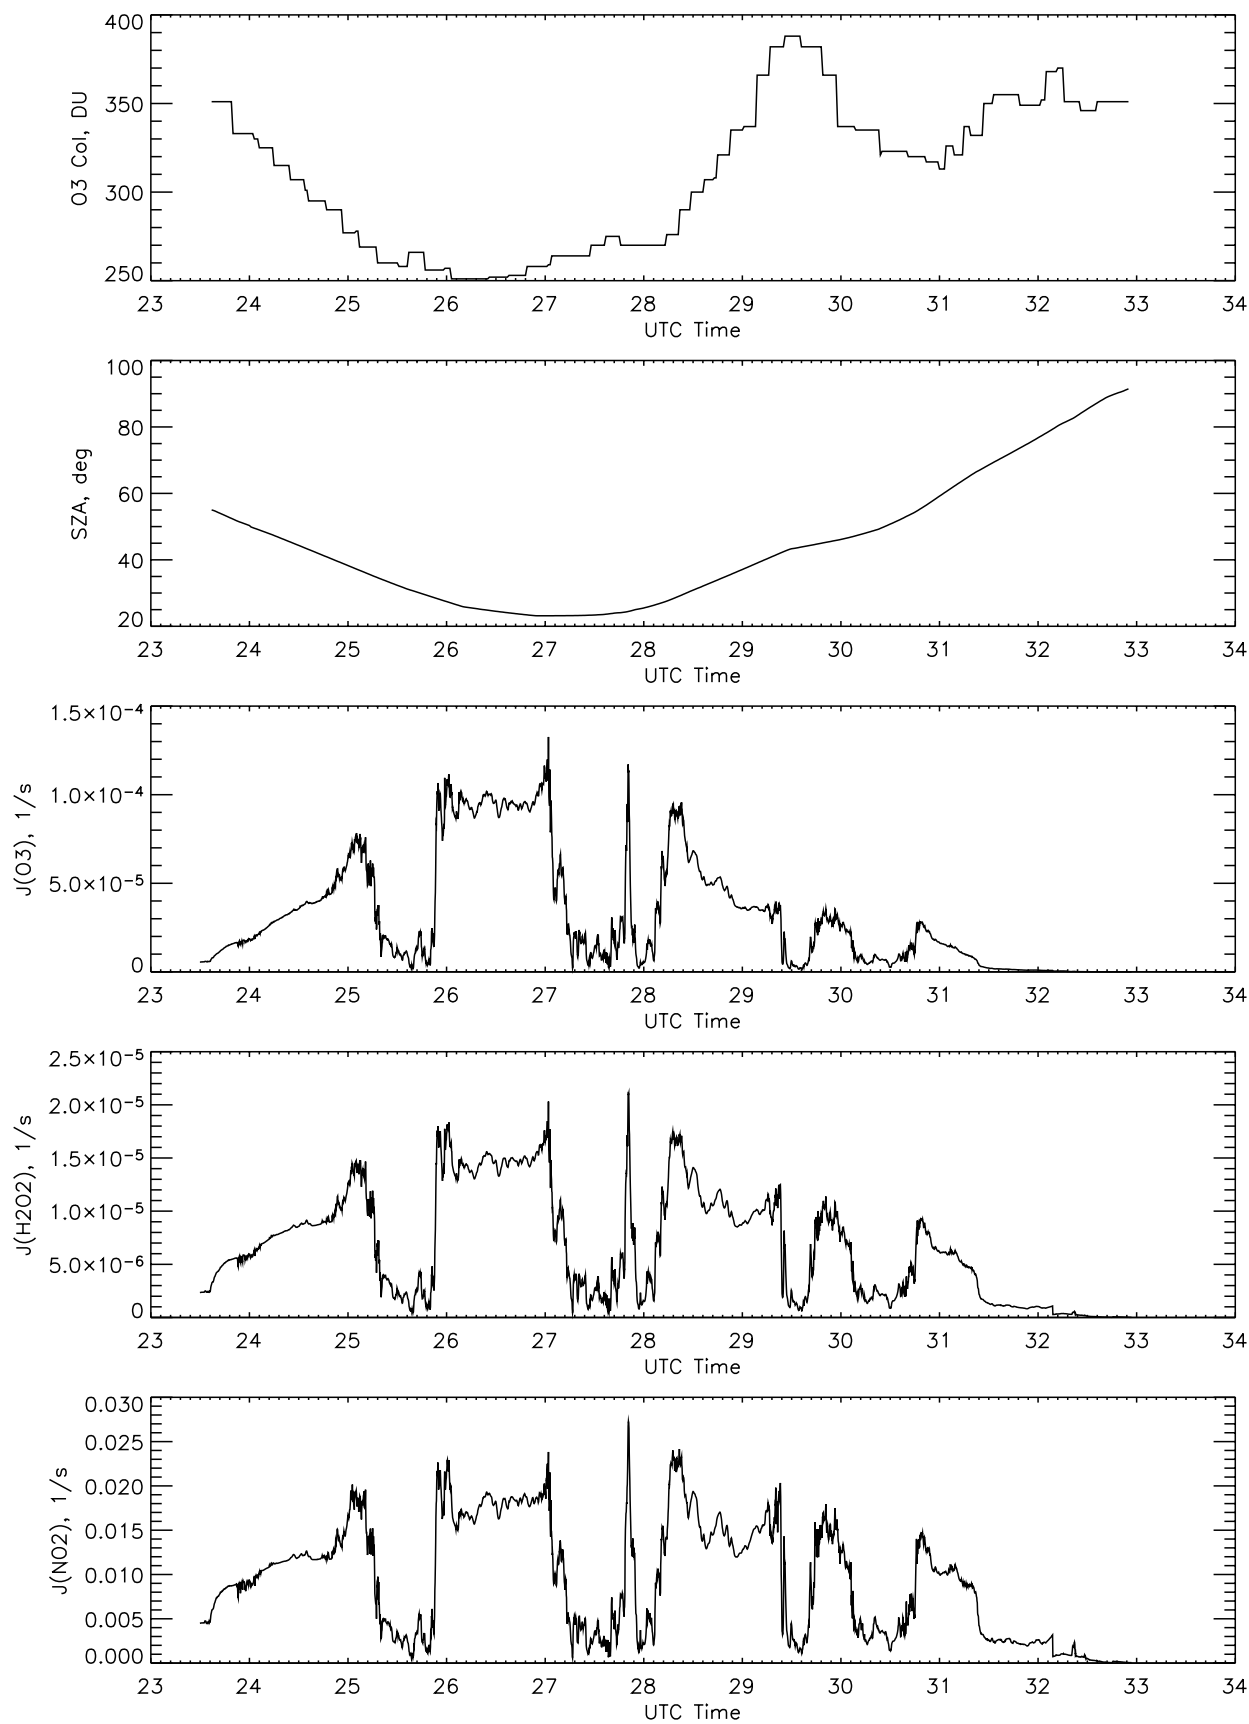 400
350
300
250
O3 Col, DU
23 24 25 26 27 28 29 30 31 32 33 34
UTC Time
100
80
60
40
20
SZA, deg
23 24 25 26 27 28 29 30 31 32 33 34
UTC Time
1.5×10⁻⁴
1.0×10⁻⁴
5.0×10⁻⁵
0
J(O3), 1/s
23 24 25 26 27 28 29 30 31 32 33 34
UTC Time
2.5×10⁻⁵
2.0×10⁻⁵
1.5×10⁻⁵
1.0×10⁻⁵
5.0×10⁻⁶
0
J(H2O2), 1/s
23 24 25 26 27 28 29 30 31 32 33 34
UTC Time
0.030
0.025
0.020
0.015
0.010
0.005
0.000
J(NO2), 1/s
23 24 25 26 27 28 29 30 31 32 33 34
UTC Time